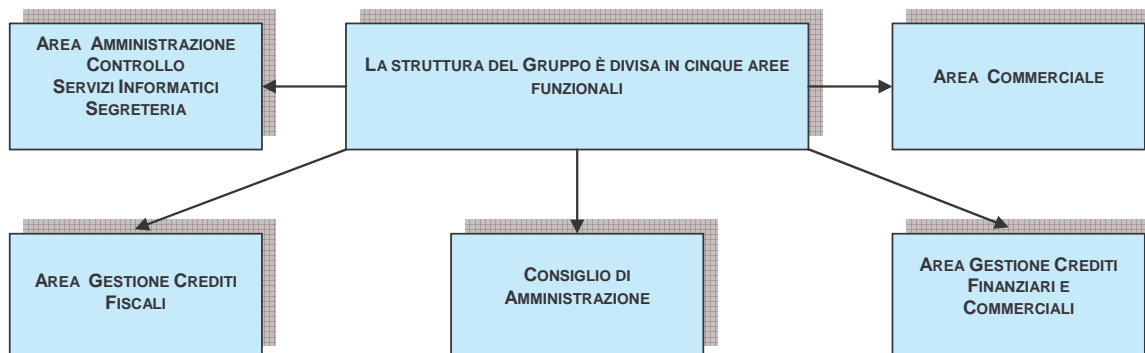 AREA AMMINISTRAZIONE
CONTROLLO
SERVIZI INFORMATICI
SEGRETERIA
LA STRUTTURA DEL GRUPPO È DIVISA IN CINQUE AREE
FUNZIONALI
AREA COMMERCIALE
AREA GESTIONE CREDITI
FISCALI
CONSIGLIO DI
AMMINISTRAZIONE
AREA GESTIONE CREDITI
FINANZIARI E
COMMERCIALI